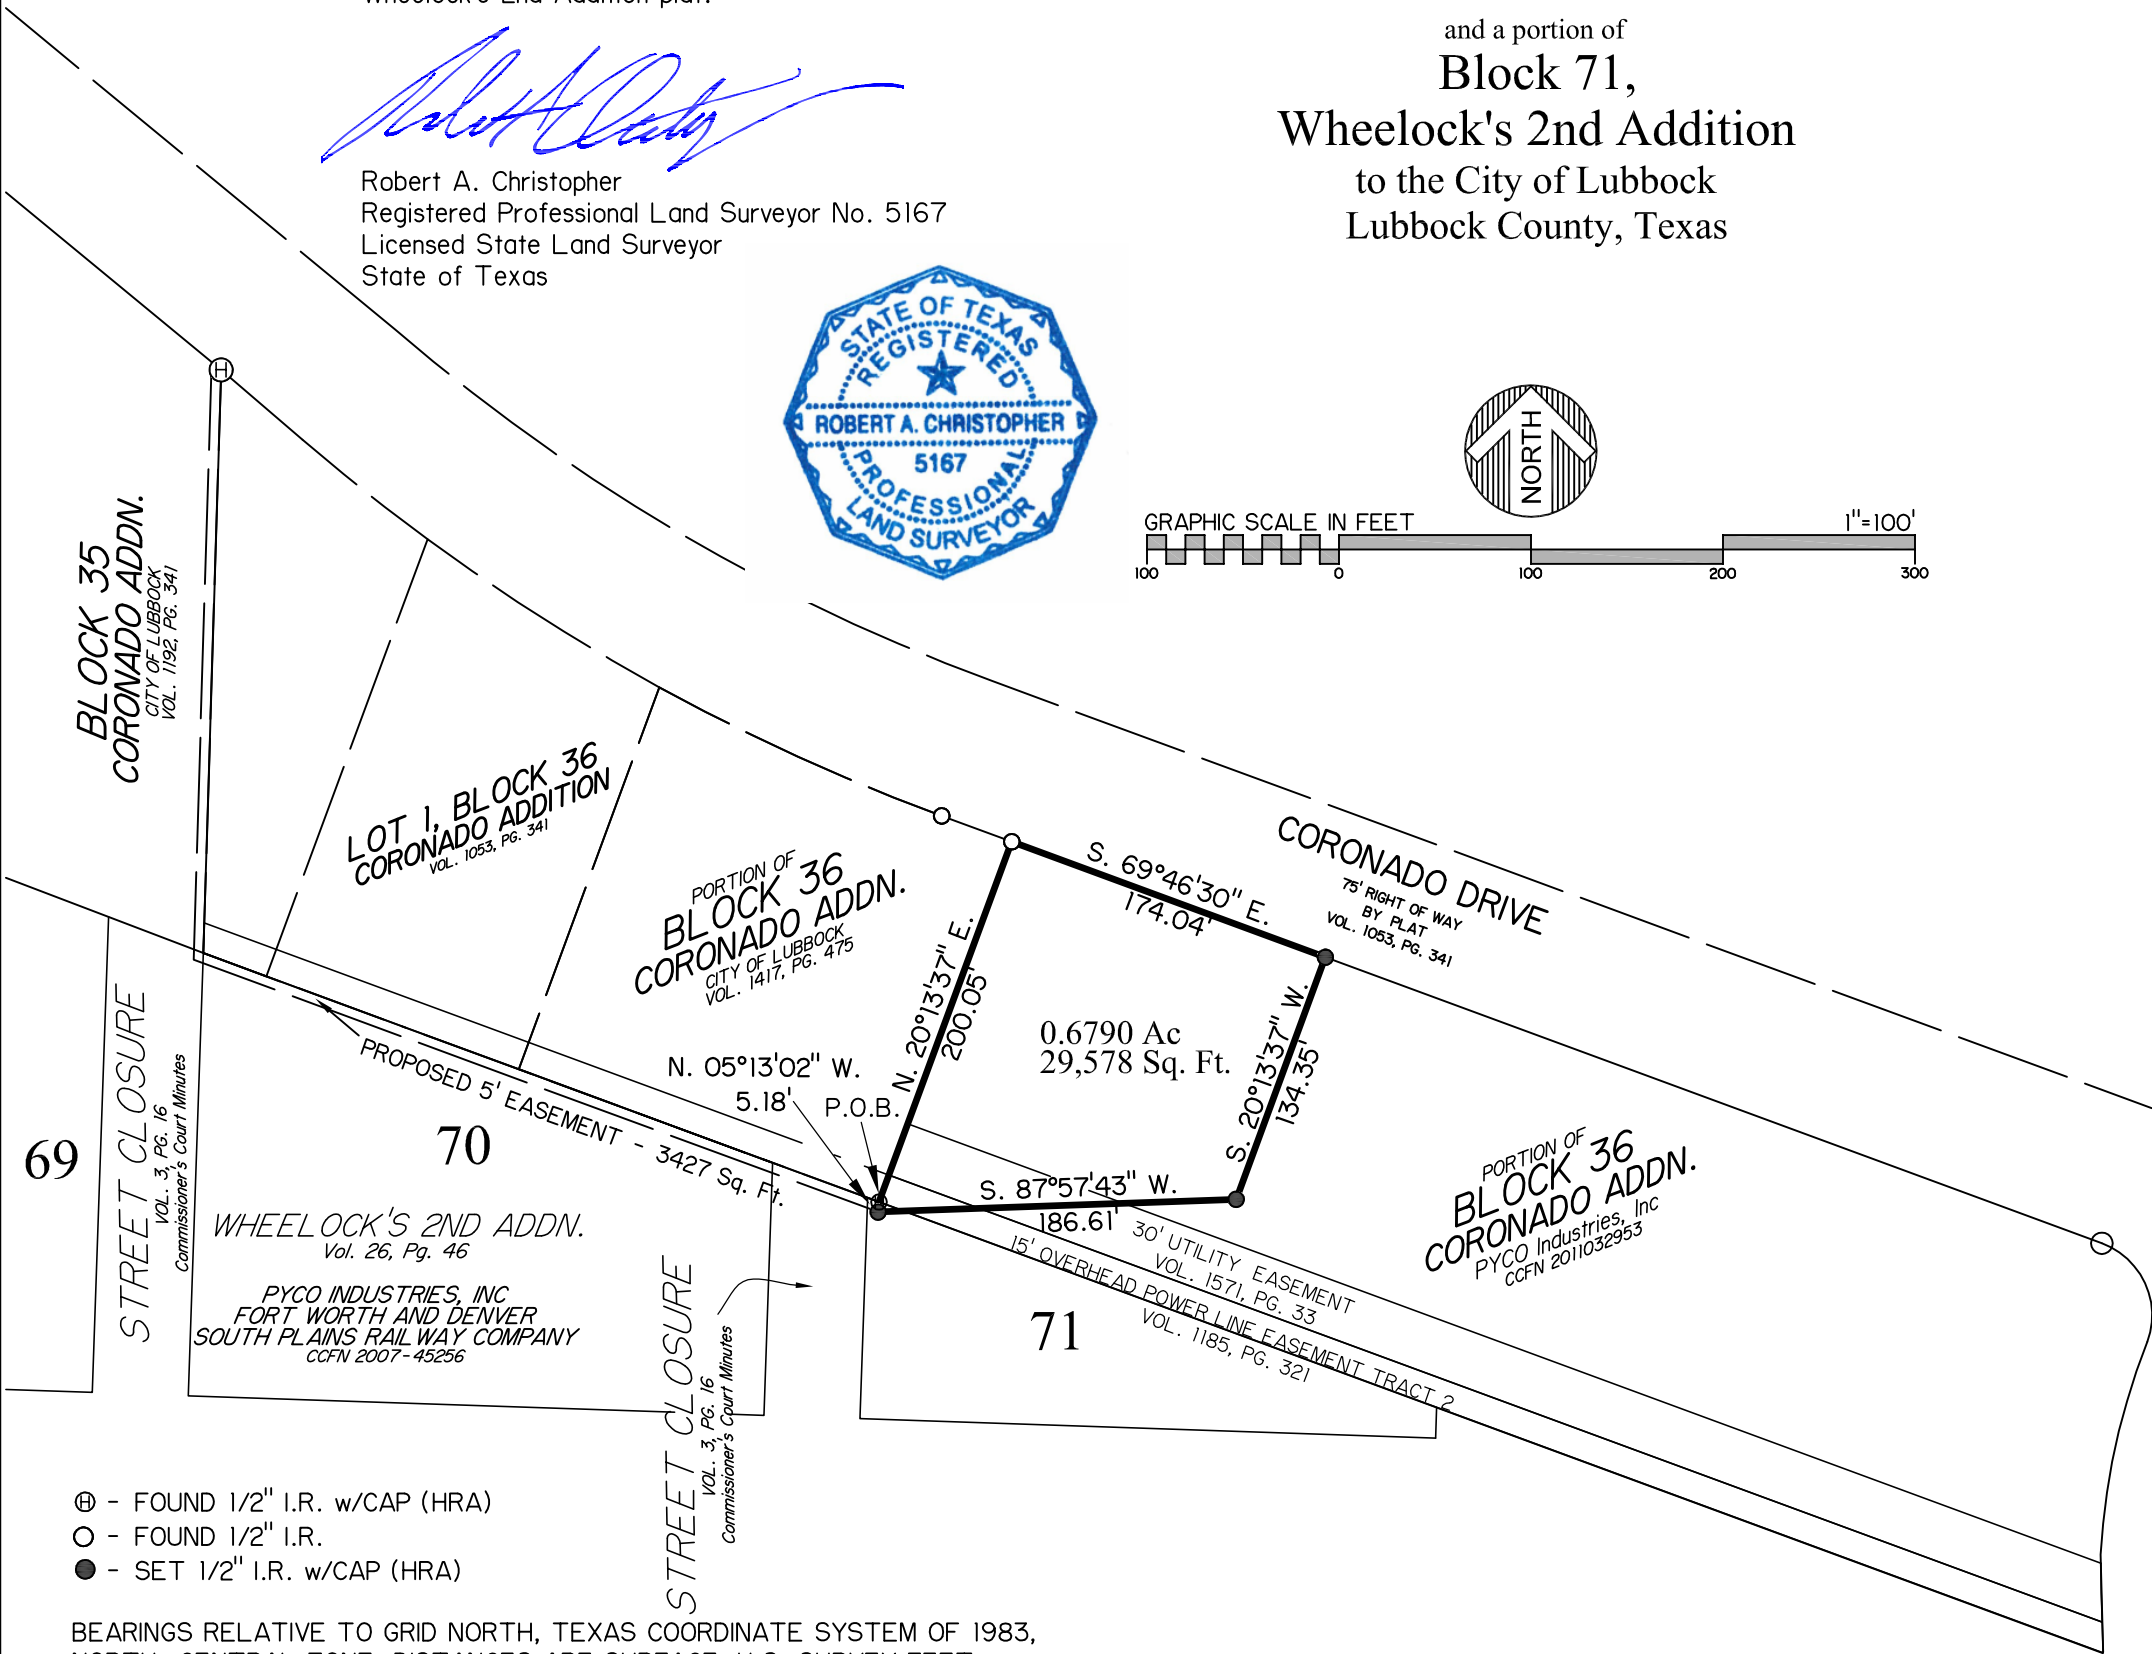 Wheelock's 2nd Addition plat.
Robert A. Christopher
Registered Professional Land Surveyor No. 5167
Licensed State Land Surveyor
State of Texas
and a portion of
Block 71,
Wheelock's 2nd Addition
to the City of Lubbock
Lubbock County, Texas
STATE OF TEXAS
REGISTERED
ROBERT A. CHRISTOPHER
5167
PROFESSIONAL
LAND SURVEYOR
NORTH
GRAPHIC SCALE IN FEET
1"=100'
100 0 100 200 300
H
BLOCK 35
CORONADO ADDN.
CITY OF LUBBOCK
VOL. 1192, PG. 341
LOT 1, BLOCK 36
CORONADO ADDITION
VOL. 1053, PG. 341
PORTION OF
BLOCK 36
CORONADO ADDN.
CITY OF LUBBOCK
VOL. 1417, PG. 475
S. 69°46'30" E.
174.04'
CORONADO DRIVE
75' RIGHT OF WAY
BY PLAT
VOL. 1053, PG. 341
N. 20°13'37" E.
200.05'
0.6790 Ac
29,578 Sq. Ft.
S. 20°13'37" W.
134.35'
N. 05°13'02" W.
5.18'
P.O.B.
S. 87°57'43" W.
186.61'
PROPOSED 5' EASEMENT - 3427 Sq. Ft.
30' UTILITY EASEMENT
VOL. 1571, PG. 33
15' OVERHEAD POWER LINE EASEMENT TRACT 2
VOL. 1185, PG. 321
PORTION OF
BLOCK 36
CORONADO ADDN.
PYCO Industries, Inc
CCFN 2011032953
69
STREET CLOSURE
VOL. 3, PG. 16
Commissioner's Court Minutes
70
WHEELOCK'S 2ND ADDN.
Vol. 26, Pg. 46
PYCO INDUSTRIES, INC
FORT WORTH AND DENVER
SOUTH PLAINS RAILWAY COMPANY
CCFN 2007-45256
STREET CLOSURE
VOL. 3, PG. 16
Commissioner's Court Minutes
71
H - FOUND 1/2" I.R. w/CAP (HRA)
- FOUND 1/2" I.R.
- SET 1/2" I.R. w/CAP (HRA)
BEARINGS RELATIVE TO GRID NORTH, TEXAS COORDINATE SYSTEM OF 1983,